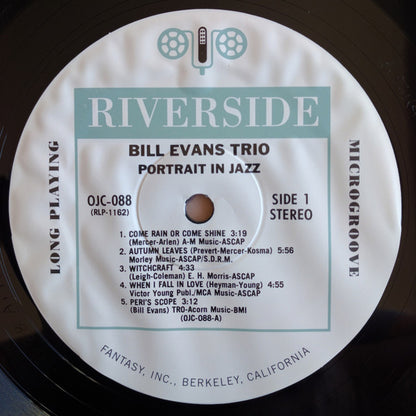 RIVERSIDE
BILL EVANS TRIO
PORTRAIT IN JAZZ
LONG PLAYING
MICROGROOVE
OJC-088
(RLP-1162)
SIDE 1
STEREO
1. COME RAIN OR COME SHINE 3:19
(Mercer-Arlen) A-M Music-ASCAP
2. AUTUMN LEAVES (Prevert-Mercer-Kosma) 5:56
Morley Music-ASCAP/S.D.R.M.
3. WITCHCRAFT 4:33
(Leigh-Coleman) E. H. Morris-ASCAP
4. WHEN I FALL IN LOVE (Heyman-Young) 4:55
Victor Young Publ./MCA Music-ASCAP
5. PERI'S SCOPE 3:12
(Bill Evans) TRO-Acorn Music-BMI
(OJC-088-A)
FANTASY, INC., BERKELEY, CALIFORNIA